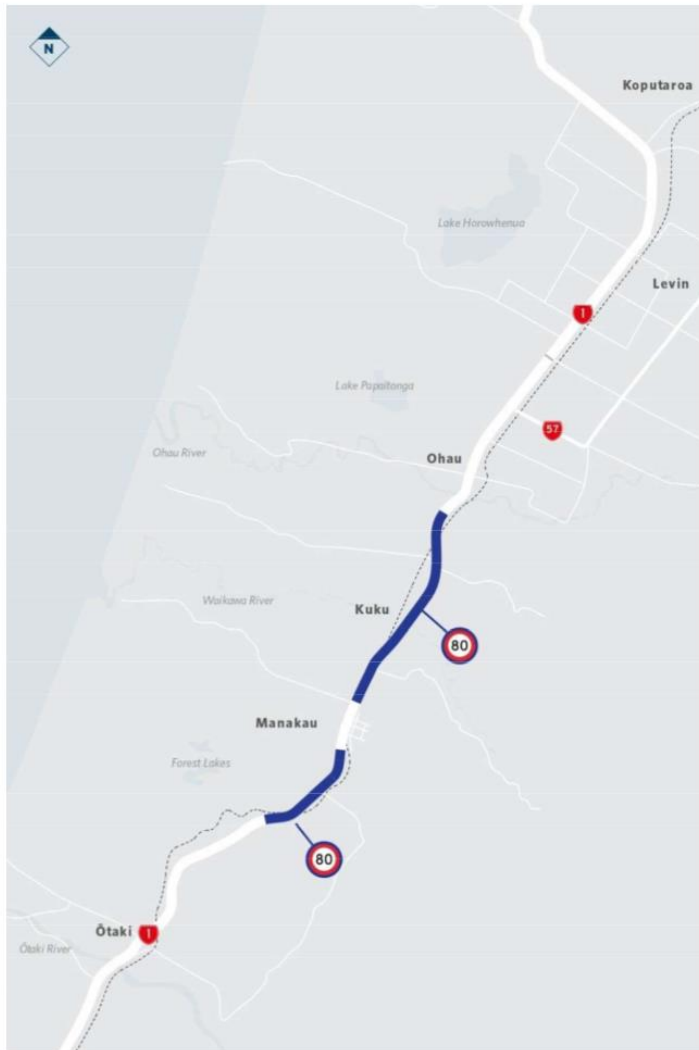 N
Koputaroa
Lake Horowhenua
Levin
1
Lake Papaitonga
57
Ohau
Ohau River
Waikawa River
Kuku
80
Manakau
Forest Lakes
80
Ōtaki
1
Ōtaki River